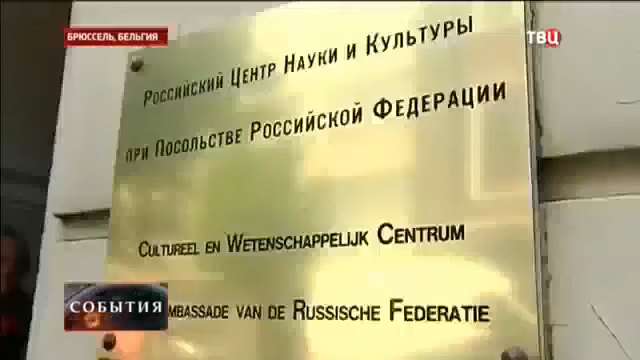 БРЮССЕЛЬ, БЕЛЬГИЯ
ТВЦ
Российский Центр Науки и Культуры
при Посольстве Российской Федерации
Cultureel en Wetenschappelijk Centrum
mbassade van de Russische Federatie
СОБЫТИЯ